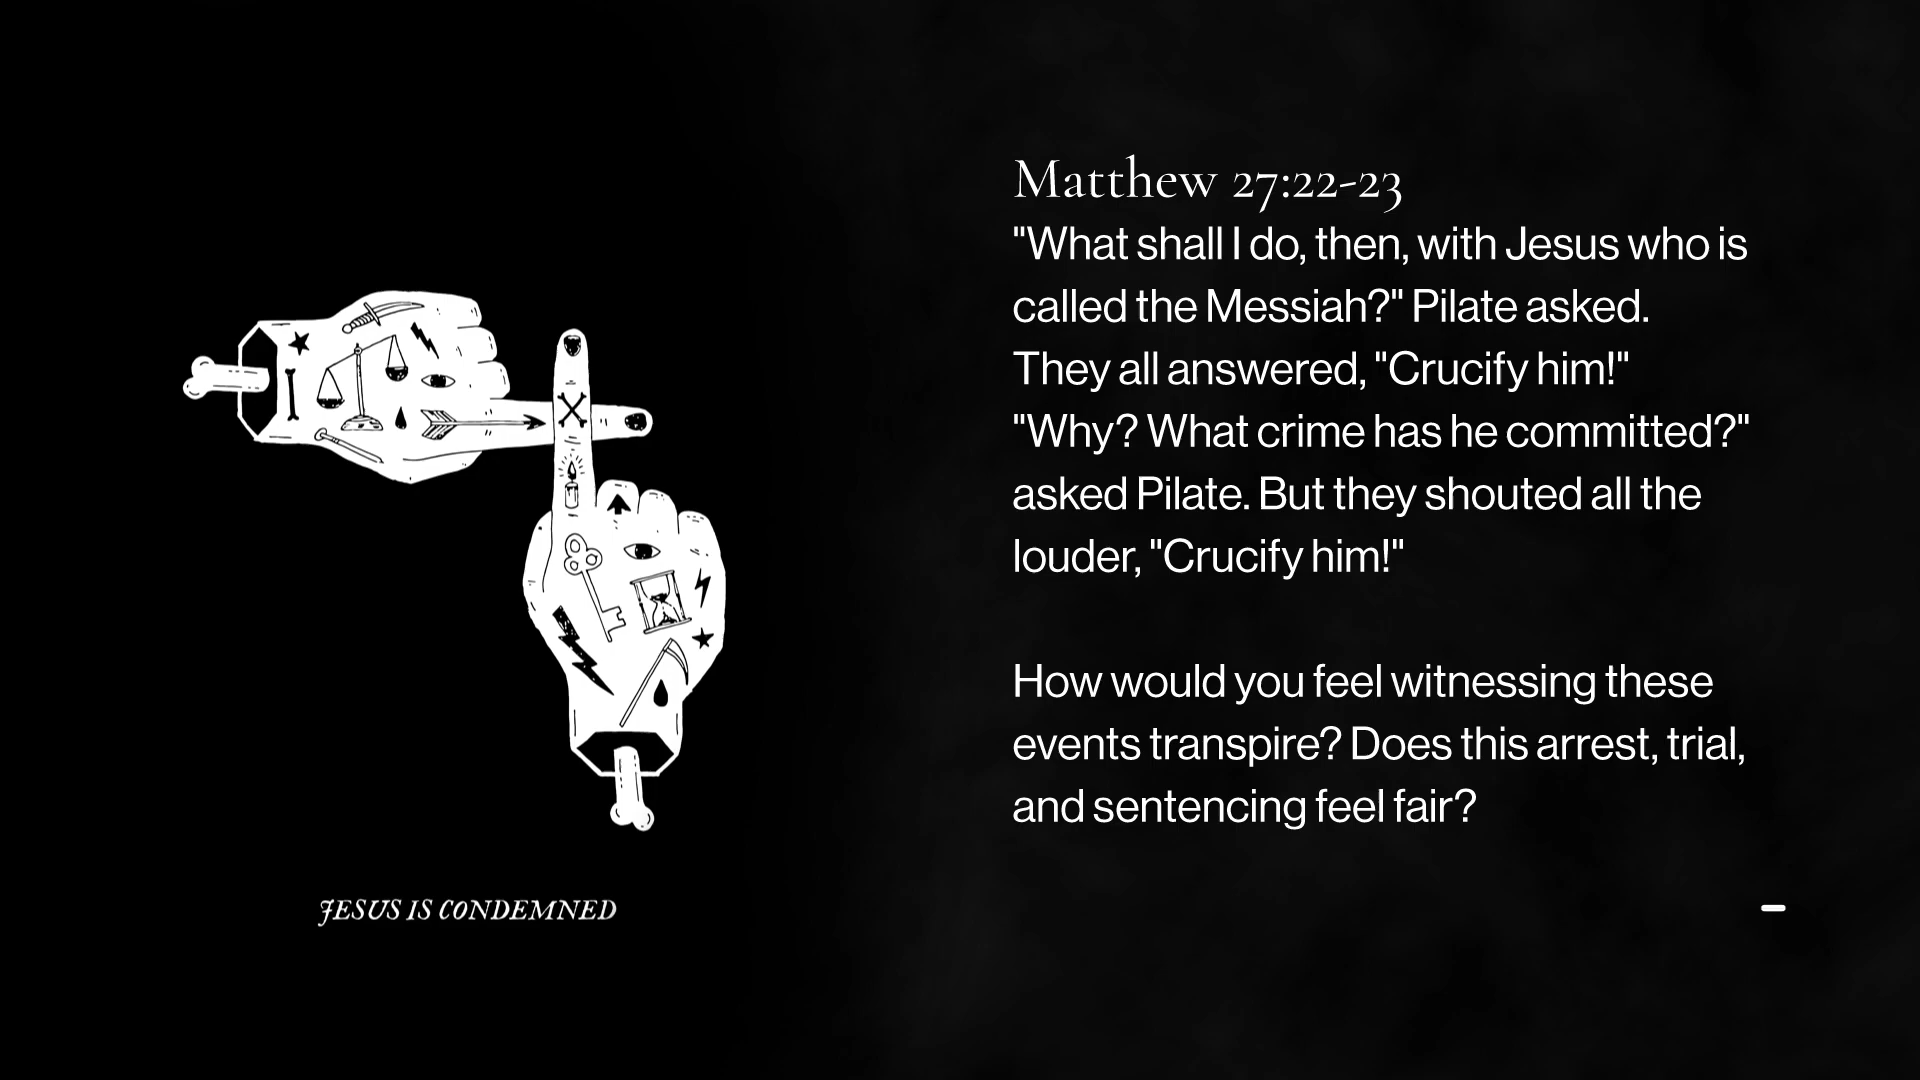 Matthew 27:22-23
"What shall I do, then, with Jesus who is
called the Messiah?" Pilate asked.
They all answered, "Crucify him!"
"Why? What crime has he committed?"
asked Pilate. But they shouted all the
louder, "Crucify him!"
How would you feel witnessing these
events transpire? Does this arrest, trial,
and sentencing feel fair?
JESUS IS CONDEMNED